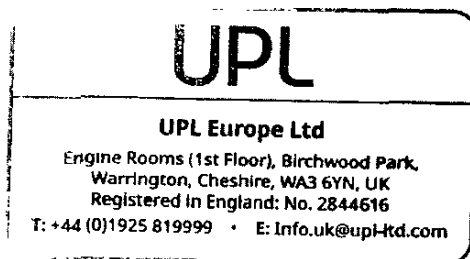 UPL
UPL Europe Ltd
Engine Rooms (1st Floor), Birchwood Park,
Warrington, Cheshire, WA3 6YN, UK
Registered in England: No. 2844616
T: +44 (0)1925 819999 • E: Info.uk@upl-ltd.com